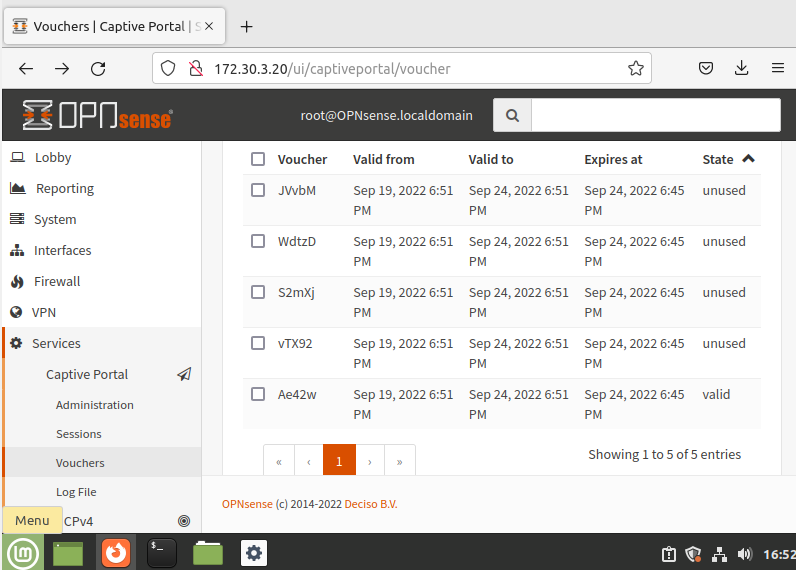 Vouchers | Captive Portal | S
172.30.3.20/ui/captiveportal/voucher
OPNsense
root@OPNsense.localdomain
Lobby
Reporting
System
Interfaces
Firewall
VPN
Services
Captive Portal
Administration
Sessions
Vouchers
Log File
Menu CPv4
Voucher Valid from Valid to Expires at State
JVvbM Sep 19, 2022 6:51 Sep 24, 2022 6:51 Sep 24, 2022 6:45 unused
PM PM PM
WdtzD Sep 19, 2022 6:51 Sep 24, 2022 6:51 Sep 24, 2022 6:45 unused
PM PM PM
S2mXj Sep 19, 2022 6:51 Sep 24, 2022 6:51 Sep 24, 2022 6:45 unused
PM PM PM
vTX92 Sep 19, 2022 6:51 Sep 24, 2022 6:51 Sep 24, 2022 6:45 unused
PM PM PM
Ae42w Sep 19, 2022 6:51 Sep 24, 2022 6:51 Sep 24, 2022 6:45 valid
PM PM PM
« ‹ 1 › » Showing 1 to 5 of 5 entries
OPNsense (c) 2014-2022 Deciso B.V.
16:52